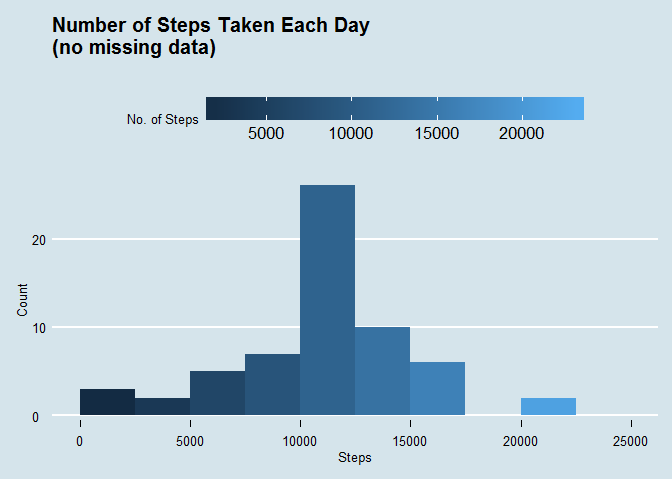 Number of Steps Taken Each Day
(no missing data)
No. of Steps
5000 10000 15000 20000
20
10
0
Count
0 5000 10000 15000 20000 25000
Steps